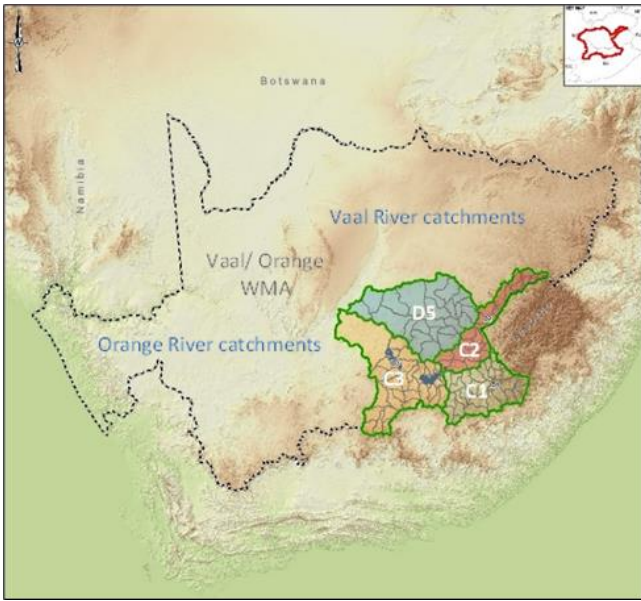 Botswana
Namibia
Vaal River catchments
Vaal/ Orange
WMA
Orange River catchments
D5
C2
C3
C1